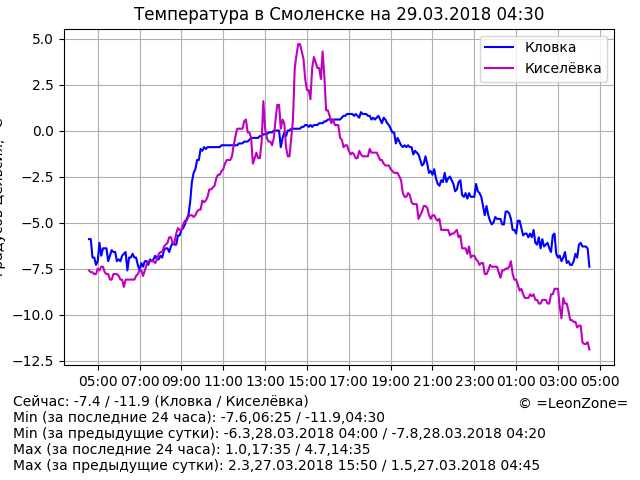 Температура в Смоленске на 29.03.2018 04:30
Кловка
Киселёвка
5.0
2.5
0.0
−2.5
−5.0
−7.5
−10.0
−12.5
05:00 07:00 09:00 11:00 13:00 15:00 17:00 19:00 21:00 23:00 01:00 03:00 05:00
Сейчас: -7.4 / -11.9 (Кловка / Киселёвка)
© =LeonZone=
Min (за последние 24 часа): -7.6,06:25 / -11.9,04:30
Min (за предыдущие сутки): -6.3,28.03.2018 04:00 / -7.8,28.03.2018 04:20
Max (за последние 24 часа): 1.0,17:35 / 4.7,14:35
Max (за предыдущие сутки): 2.3,27.03.2018 15:50 / 1.5,27.03.2018 04:45